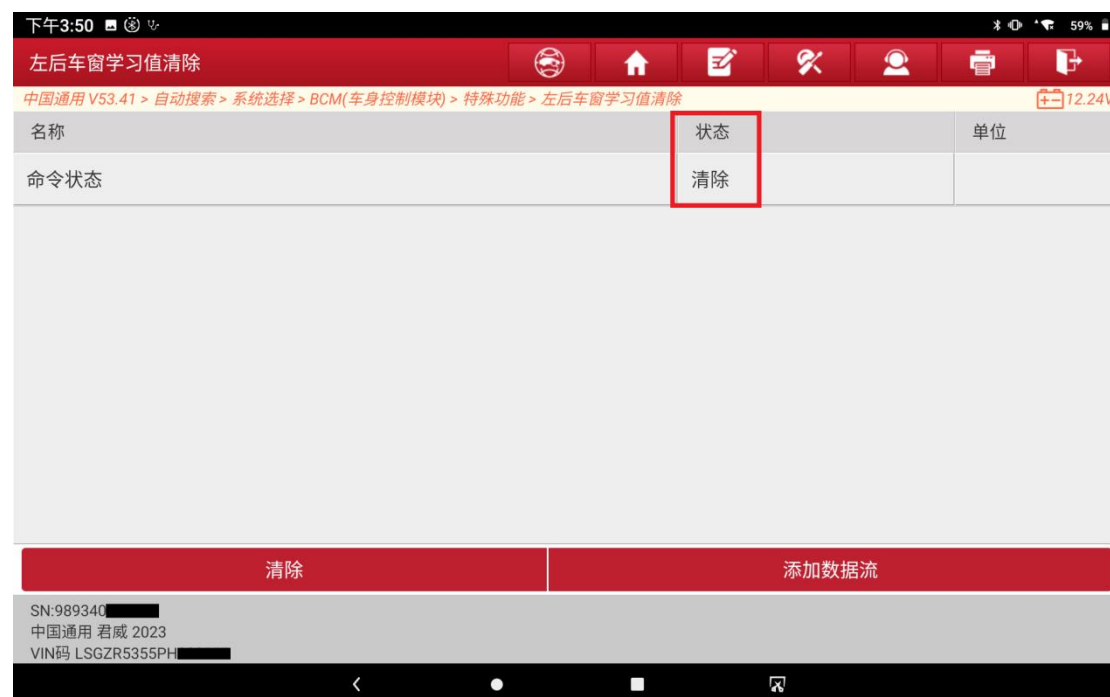 下午3:50 59%
左后车窗学习值清除
中国通用 V53.41 > 自动搜索 > 系统选择 > BCM(车身控制模块) > 特殊功能 > 左后车窗学习值清除 12.24V
名称 状态 单位
命令状态 清除
清除 添加数据流
SN:989340
中国通用 君威 2023
VIN码 LSGZR5355PH